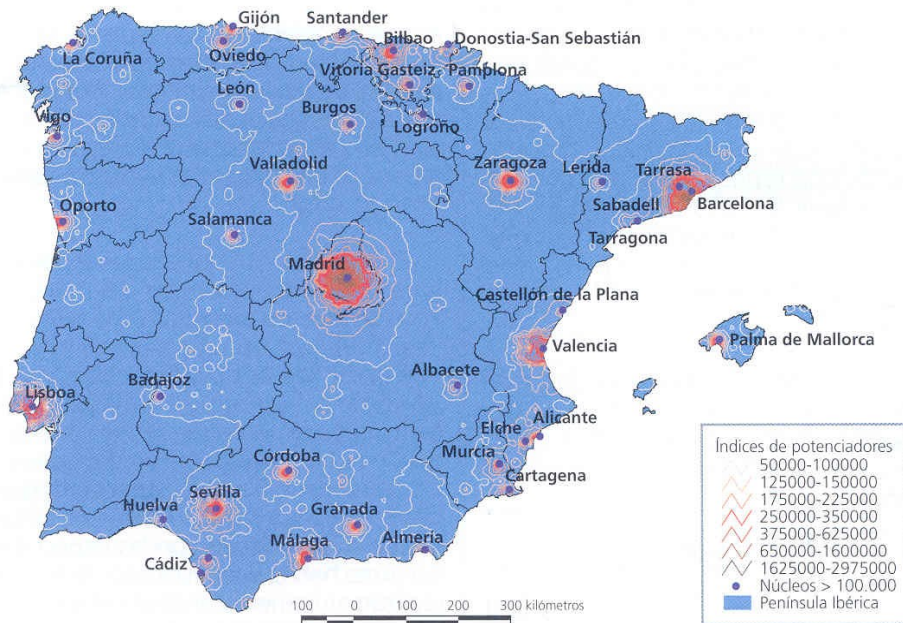 Gijón
Santander
Bilbao
Donostia-San Sebastián
La Coruña
Oviedo
Vitoria Gasteiz
Pamplona
León
Burgos
Logroño
Vigo
Valladolid
Zaragoza
Lerida
Tarrasa
Oporto
Salamanca
Sabadell
Barcelona
Tarragona
Madrid
Castellón de la Plana
Valencia
Palma de Mallorca
Lisboa
Badajoz
Albacete
Elche
Alicante
Murcia
Córdoba
Cartagena
Huelva
Sevilla
Granada
Cádiz
Málaga
Almería
Índices de potenciadores
50000-100000
125000-150000
175000-225000
250000-350000
375000-625000
650000-1600000
1625000-2975000
Núcleos > 100.000
Península Ibérica
100 0 100 200 300 kilómetros